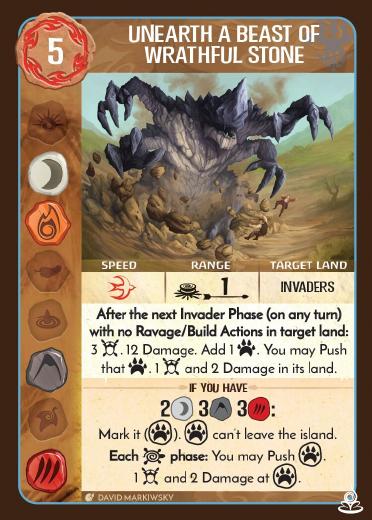 5
UNEARTH A BEAST OF
WRATHFUL STONE
SPEED RANGE TARGET LAND
1 INVADERS
After the next Invader Phase (on any turn)
with no Ravage/Build Actions in target land:
3 . 12 Damage. Add 1 . You may Push
that . 1 and 2 Damage in its land.
IF YOU HAVE
2 3 3 :
Mark it ( ). can't leave the island.
Each phase: You may Push .
1 and 2 Damage at .
DAVID MARKIWSKY